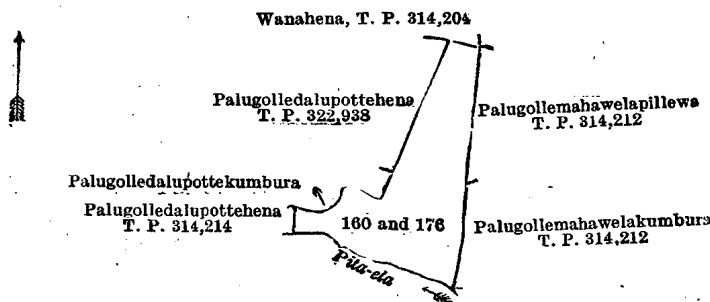 Wanahena, T. P. 314,204
Palugolledalupottehena
T. P. 322,938
Palugollemahawelapillewa
T. P. 314,212
Palugolledalupottekumbura
Palugolledalupottehena
T. P. 314,214
160 and 176
Palugollemahawelakumbura
T. P. 314,212
Pita-ela